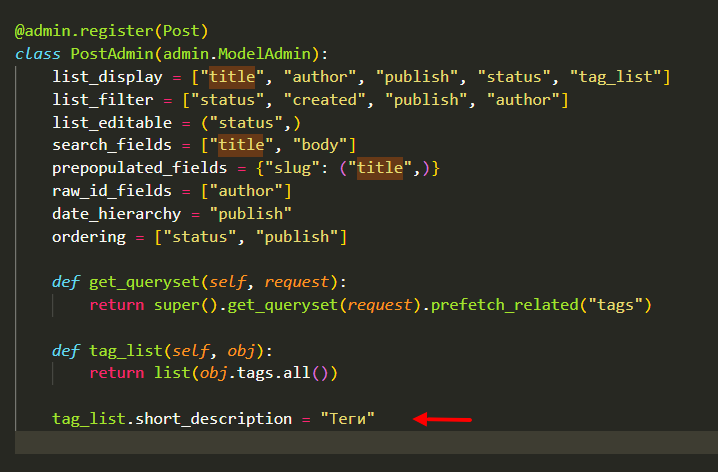 @admin.register(Post)
class PostAdmin(admin.ModelAdmin):
    list_display = ["title", "author", "publish", "status", "tag_list"]
    list_filter = ["status", "created", "publish", "author"]
    list_editable = ("status",)
    search_fields = ["title", "body"]
    prepopulated_fields = {"slug": ("title",)}
    raw_id_fields = ["author"]
    date_hierarchy = "publish"
    ordering = ["status", "publish"]
    def get_queryset(self, request):
        return super().get_queryset(request).prefetch_related("tags")
    def tag_list(self, obj):
        return list(obj.tags.all())
    tag_list.short_description = "Теги"